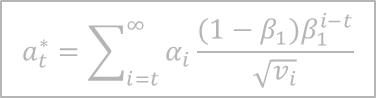 a_t^* = \sum_{i=t}^{\infty} \alpha_i \frac{(1 - \beta_1)\beta_1^{i-t}}{\sqrt{v_i}}